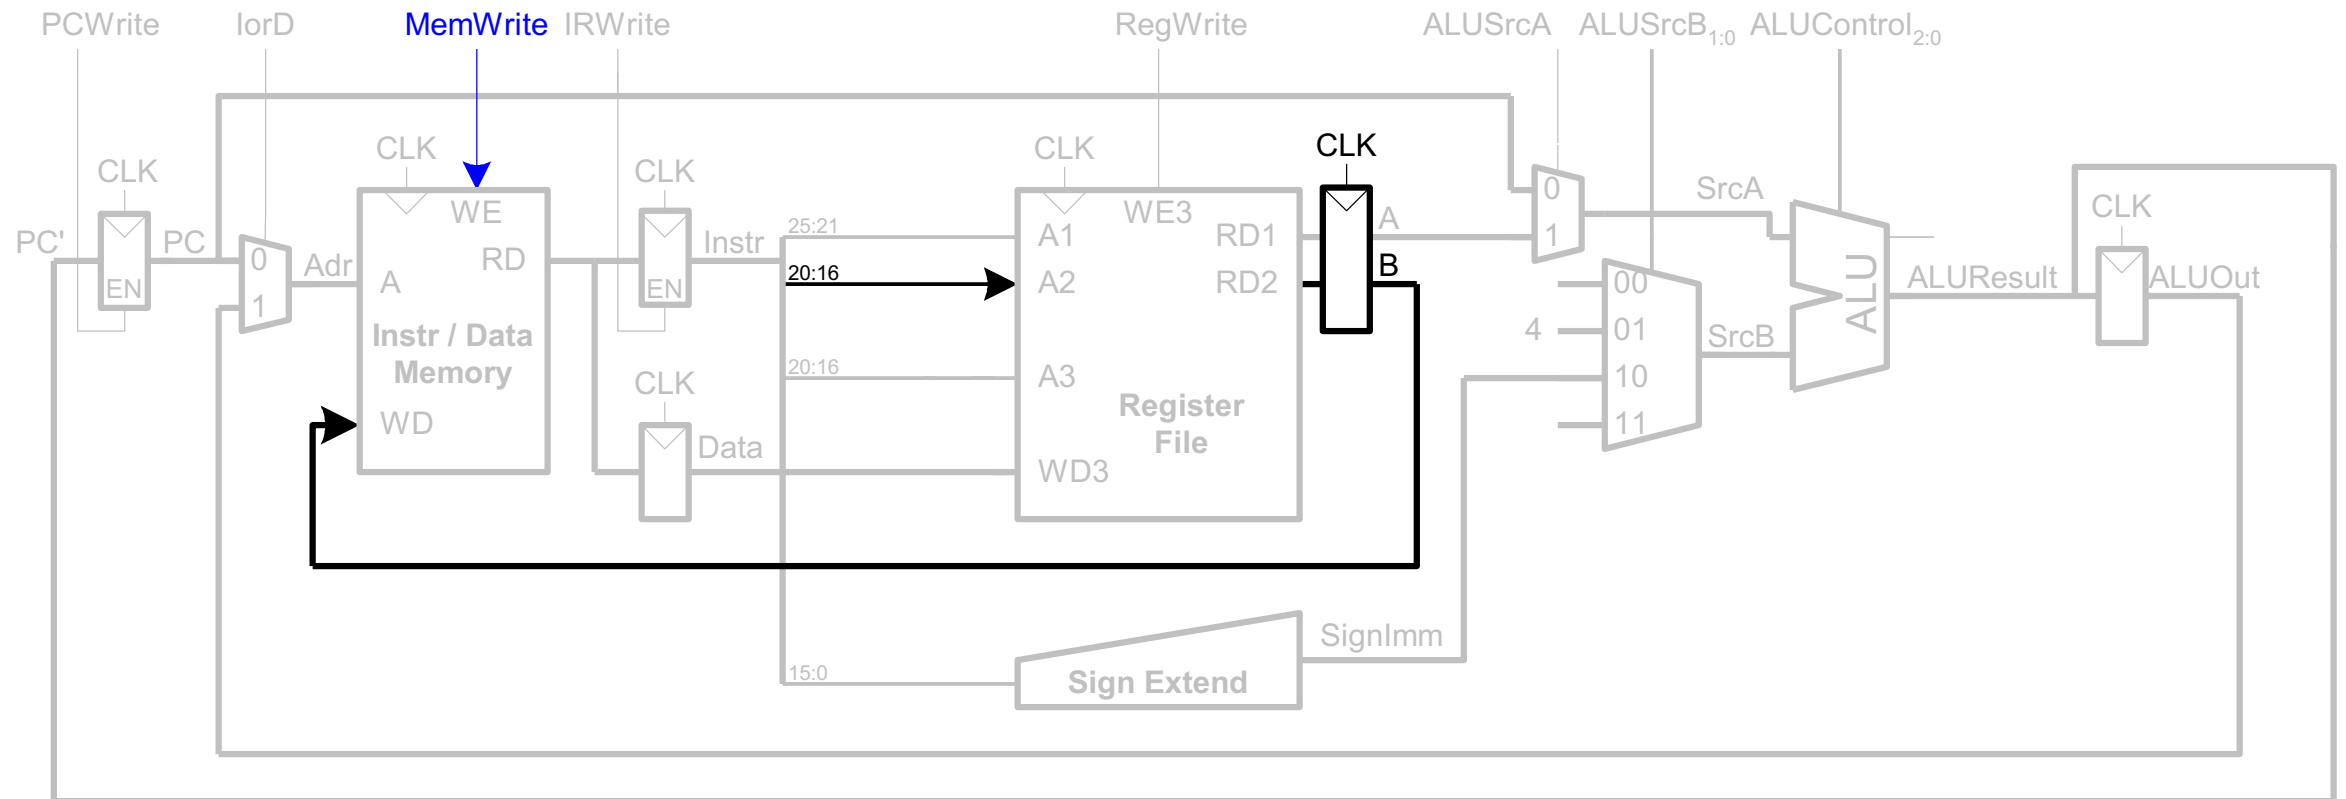 PCWrite IorD MemWrite IRWrite RegWrite ALUSrcA ALUSrcB1:0 ALUControl2:0
CLK CLK CLK CLK CLK CLK CLK
PC' PC EN
0 1 Adr
WE RD A Instr / Data
Memory
WD
EN Instr
Data
25:21
20:16
20:16
15:0
WE3
A1 RD1
A2 RD2
A3
Register
File
WD3
A
B
Sign Extend
SignImm
0
1
SrcA
00
4 01
10
11
SrcB
ALU
ALUResult
CLK
ALUOut